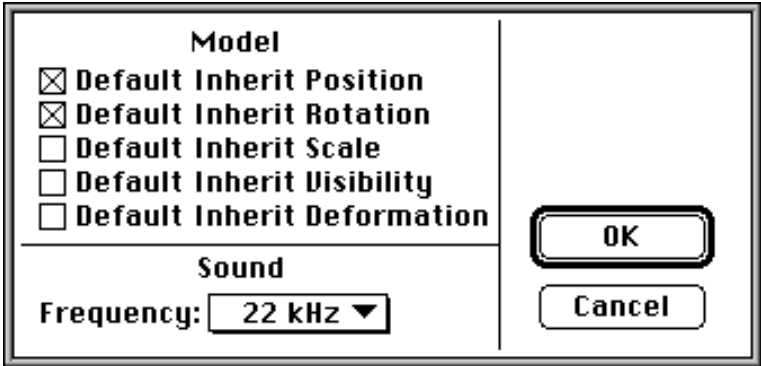 Model
Default Inherit Position
Default Inherit Rotation
Default Inherit Scale
Default Inherit Visibility
Default Inherit Deformation
Sound
Frequency: 22 kHz
OK
Cancel